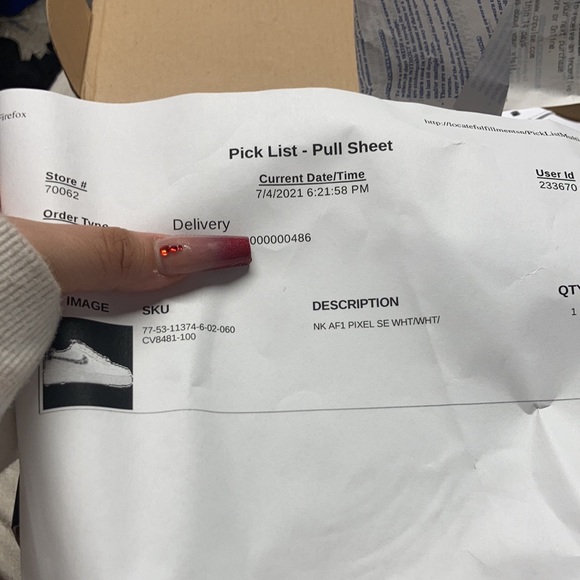 Firefox
http://locatefulfillmentsn/PickListMain
Pick List - Pull Sheet
Store #
70062
Current Date/Time
7/4/2021 6:21:58 PM
User Id
233670
Order Type
Delivery
000000486
IMAGE
SKU
DESCRIPTION
QTY
77-53-11374-6-02-060
CV8481-100
NK AF1 PIXEL SE WHT/WHT/
1